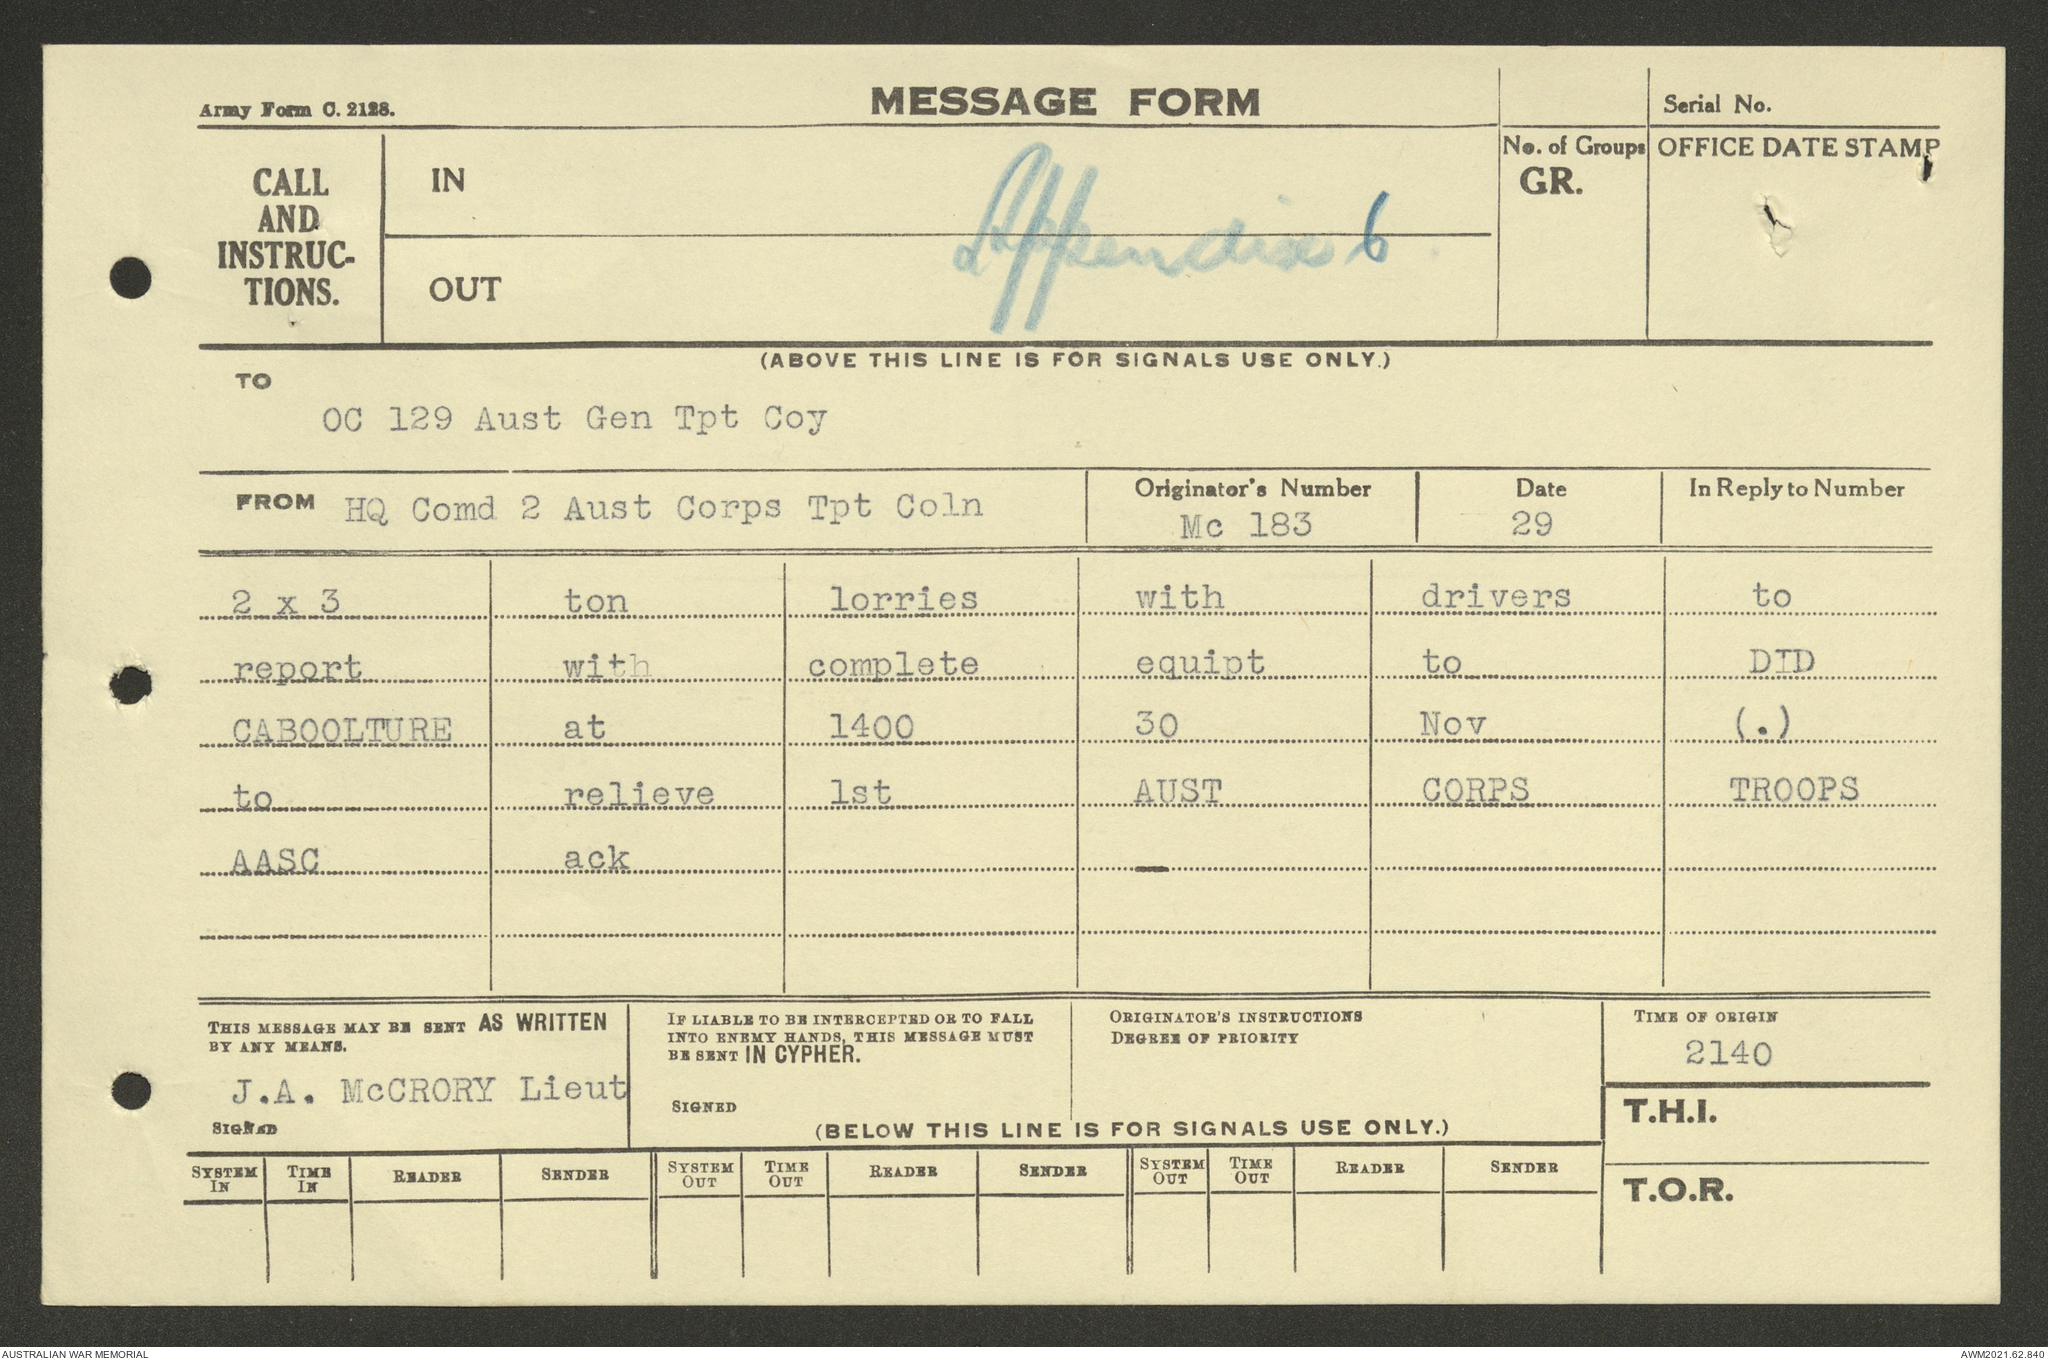 Army Form C. 2128.
MESSAGE FORM
Serial No.
CALL
AND
INSTRUC-
TIONS.
IN
OUT
Appendix 6
No. of Groups
GR.
OFFICE DATE STAMP
(ABOVE THIS LINE IS FOR SIGNALS USE ONLY.)
TO
OC 129 Aust Gen Tpt Coy
FROM HQ Comd 2 Aust Corps Tpt Coln
Originator's Number
Mc 183
Date
29
In Reply to Number
2 x 3 ton lorries with drivers to
report with complete equipt to DID
CABOOLTURE at 1400 30 Nov (.)
to relieve 1st AUST CORPS TROOPS
AASC ack
THIS MESSAGE MAY BE SENT AS WRITTEN
BY ANY MEANS.
J.A. McCRORY Lieut
SIGNED
IF LIABLE TO BE INTERCEPTED OR TO FALL
INTO ENEMY HANDS, THIS MESSAGE MUST
BE SENT IN CYPHER.
SIGNED
ORIGINATOR'S INSTRUCTIONS
DEGREE OF PRIORITY
TIME OF ORIGIN
2140
T.H.I.
T.O.R.
(BELOW THIS LINE IS FOR SIGNALS USE ONLY.)
SYSTEM IN TIME IN READER SENDER SYSTEM OUT TIME OUT READER SENDER SYSTEM OUT TIME OUT READER SENDER
AUSTRALIAN WAR MEMORIAL
AWM2021.62.840